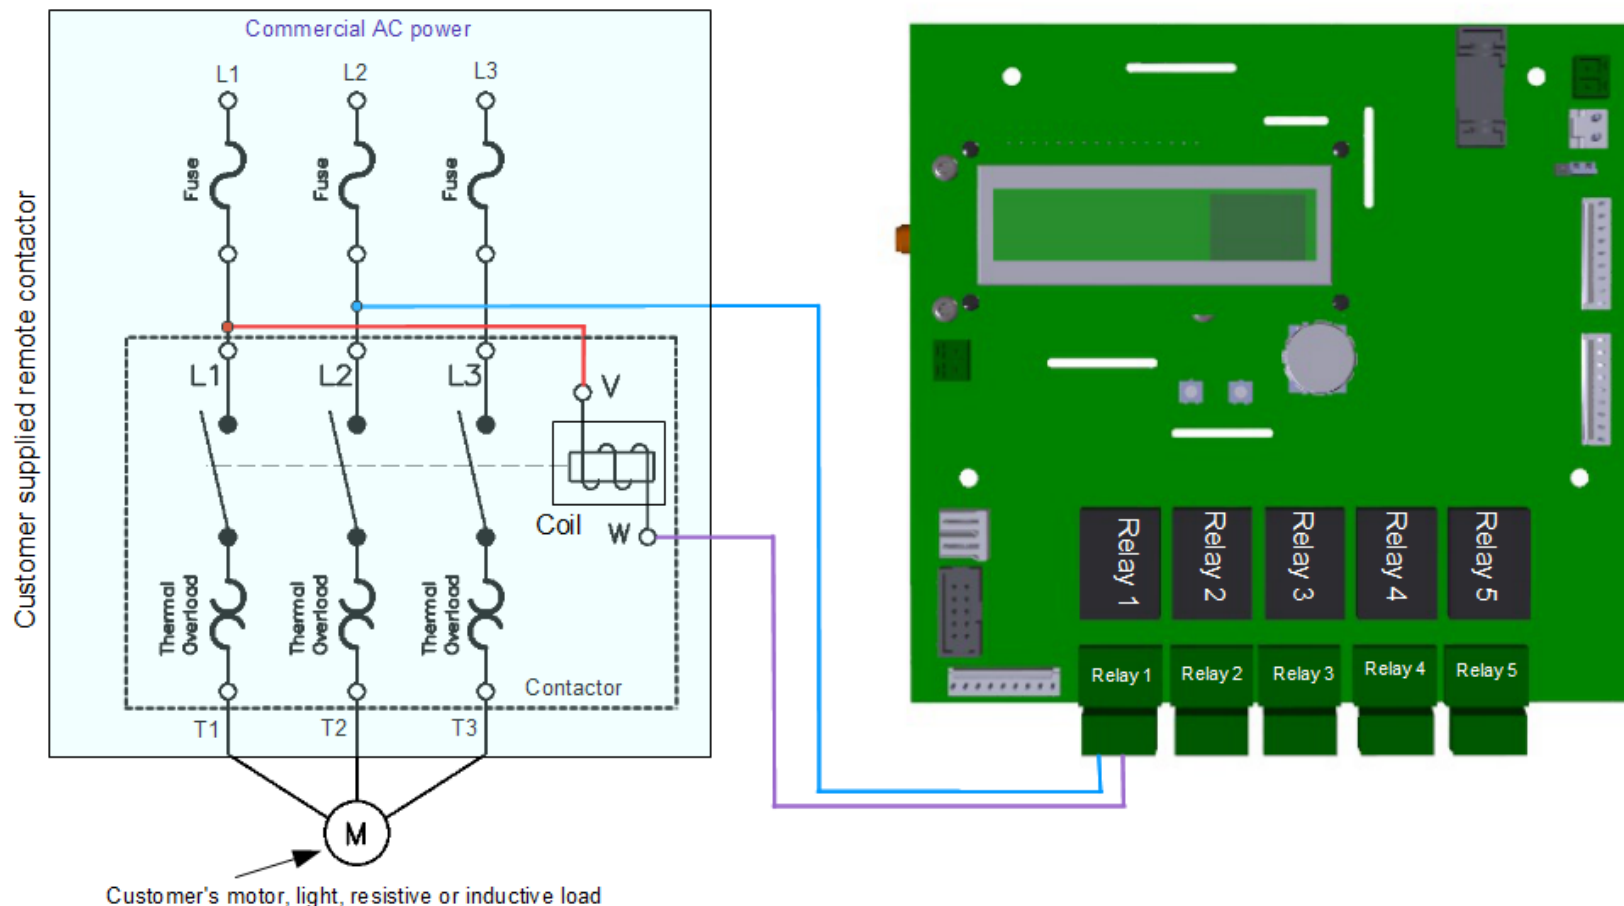 Commercial AC power
L1
L2
L3
Fuse
Fuse
Fuse
Customer supplied remote contactor
L1
L2
L3
V
Coil
W
Thermal
Overload
Thermal
Overload
Thermal
Overload
Contactor
T1
T2
T3
M
Customer's motor, light, resistive or inductive load
Relay 1
Relay 2
Relay 3
Relay 4
Relay 5
Relay 1
Relay 2
Relay 3
Relay 4
Relay 5